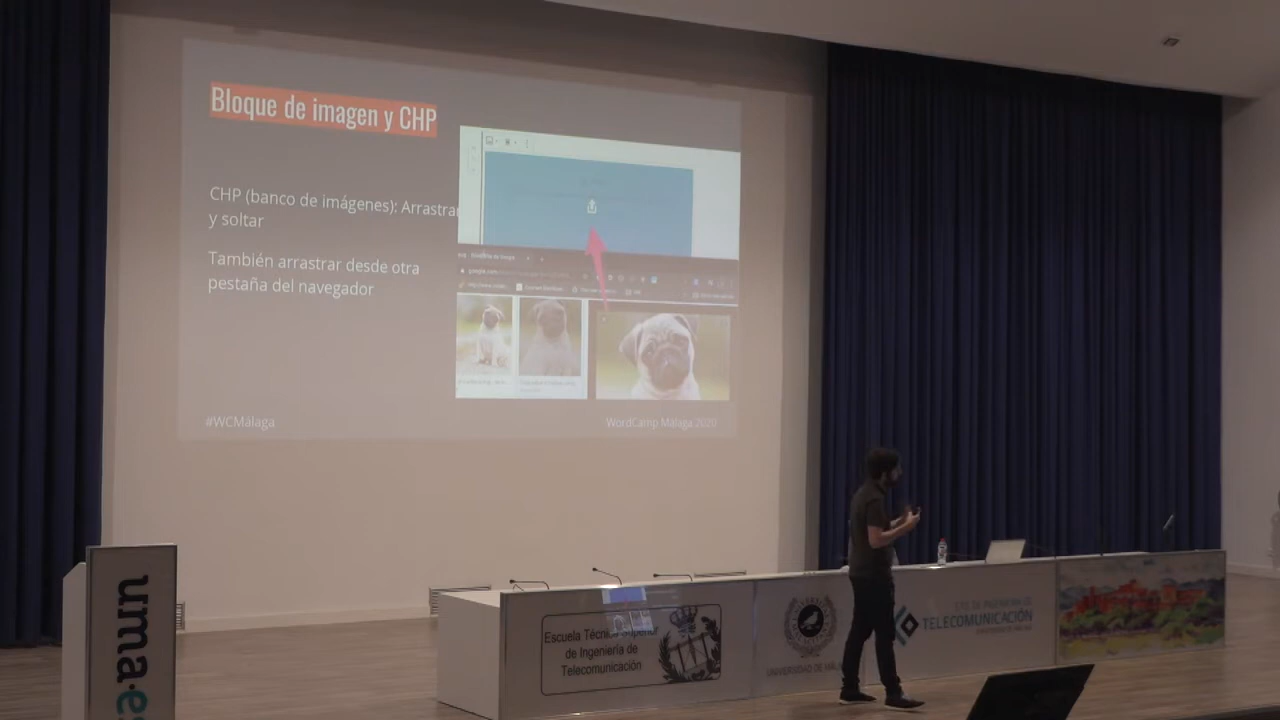 Bloque de imagen y CHP
CHP (banco de imágenes): Arrastrar
y soltar
También arrastrar desde otra
pestaña del navegador
#WCMálaga
WordCamp Málaga 2020
uma.es
Escuela Técnica Superior
de Ingeniería de
Telecomunicación
UNIVERSIDAD DE MÁLAGA
TELECOMUNICACIÓN